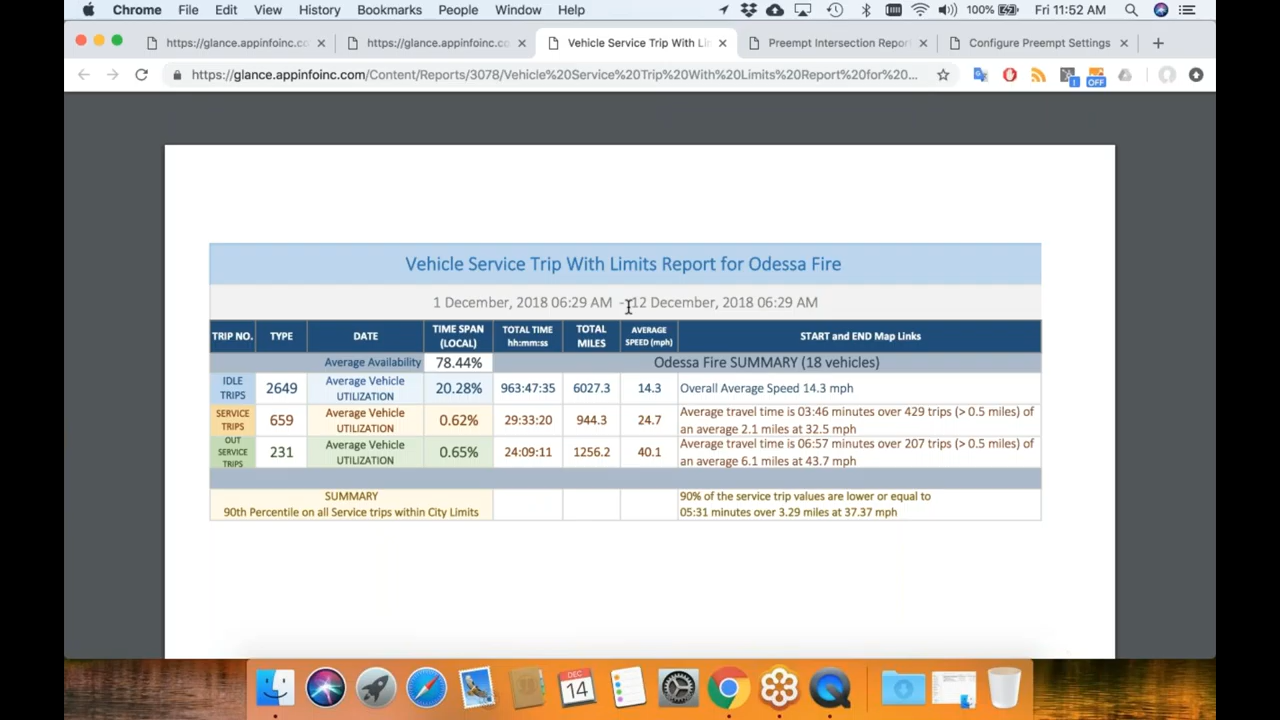 Chrome File Edit View History Bookmarks People Window Help 100% Fri 11:52 AM
https://glance.appinfoinc.co
https://glance.appinfoinc.co
Vehicle Service Trip With Li
Preempt Intersection Report
Configure Preempt Settings
https://glance.appinfoinc.com/Content/Reports/3078/Vehicle%20Service%20Trip%20With%20Limits%20Report%20for%20...
OFF
Vehicle Service Trip With Limits Report for Odessa Fire
1 December, 2018 06:29 AM - 12 December, 2018 06:29 AM
TRIP NO. TYPE DATE TIME SPAN (LOCAL) TOTAL TIME hh:mm:ss TOTAL MILES AVERAGE SPEED (mph) START and END Map Links
Average Availability 78.44% Odessa Fire SUMMARY (18 vehicles)
IDLE TRIPS 2649 Average Vehicle UTILIZATION 20.28% 963:47:35 6027.3 14.3 Overall Average Speed 14.3 mph
SERVICE TRIPS 659 Average Vehicle UTILIZATION 0.62% 29:33:20 944.3 24.7 Average travel time is 03:46 minutes over 429 trips (> 0.5 miles) of
an average 2.1 miles at 32.5 mph
OUT SERVICE TRIPS 231 Average Vehicle UTILIZATION 0.65% 24:09:11 1256.2 40.1 Average travel time is 06:57 minutes over 207 trips (> 0.5 miles) of
an average 6.1 miles at 43.7 mph
SUMMARY
90th Percentile on all Service trips within City Limits
90% of the service trip values are lower or equal to
05:31 minutes over 3.29 miles at 37.37 mph
DEC
14